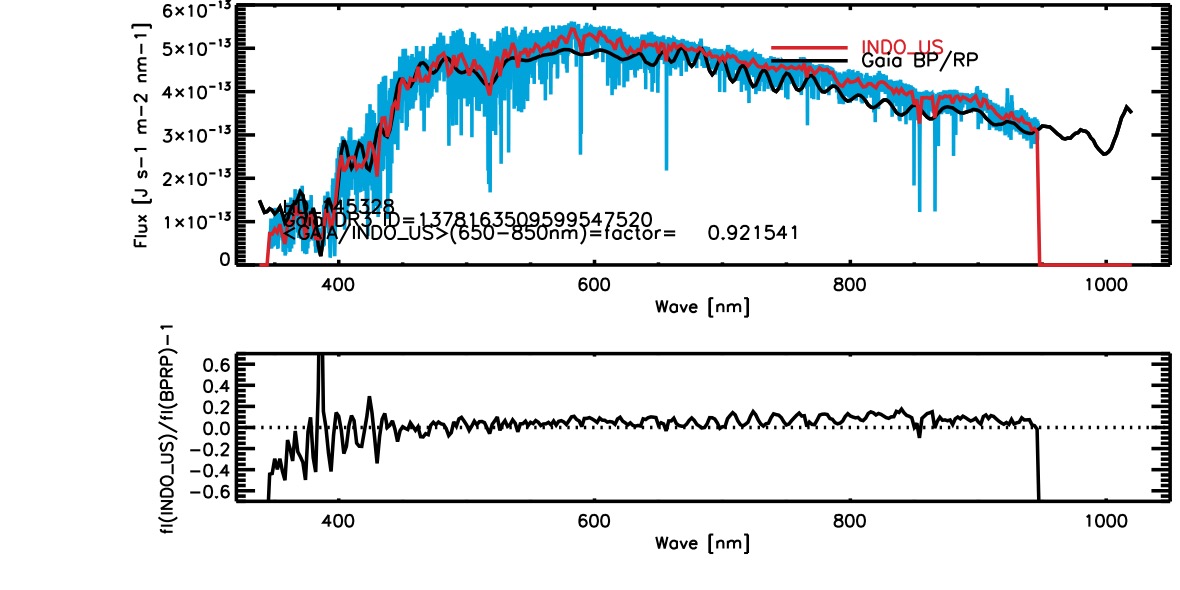 6×10−13
5×10−13
4×10−13
3×10−13
2×10−13
1×10−13
0
Flux [J s−1 m−2 nm−1]
INDO_US
Gaia BP/RP
145328
Gaia DR3 ID=1378163509599547520
<GAIA/INDO_US>(650−850nm)=factor= 0.921541
400 600 800 1000
Wave [nm]
fl(INDO_US)/fl(BPRP)−1
0.6
0.4
0.2
0.0
−0.2
−0.4
−0.6
400 600 800 1000
Wave [nm]